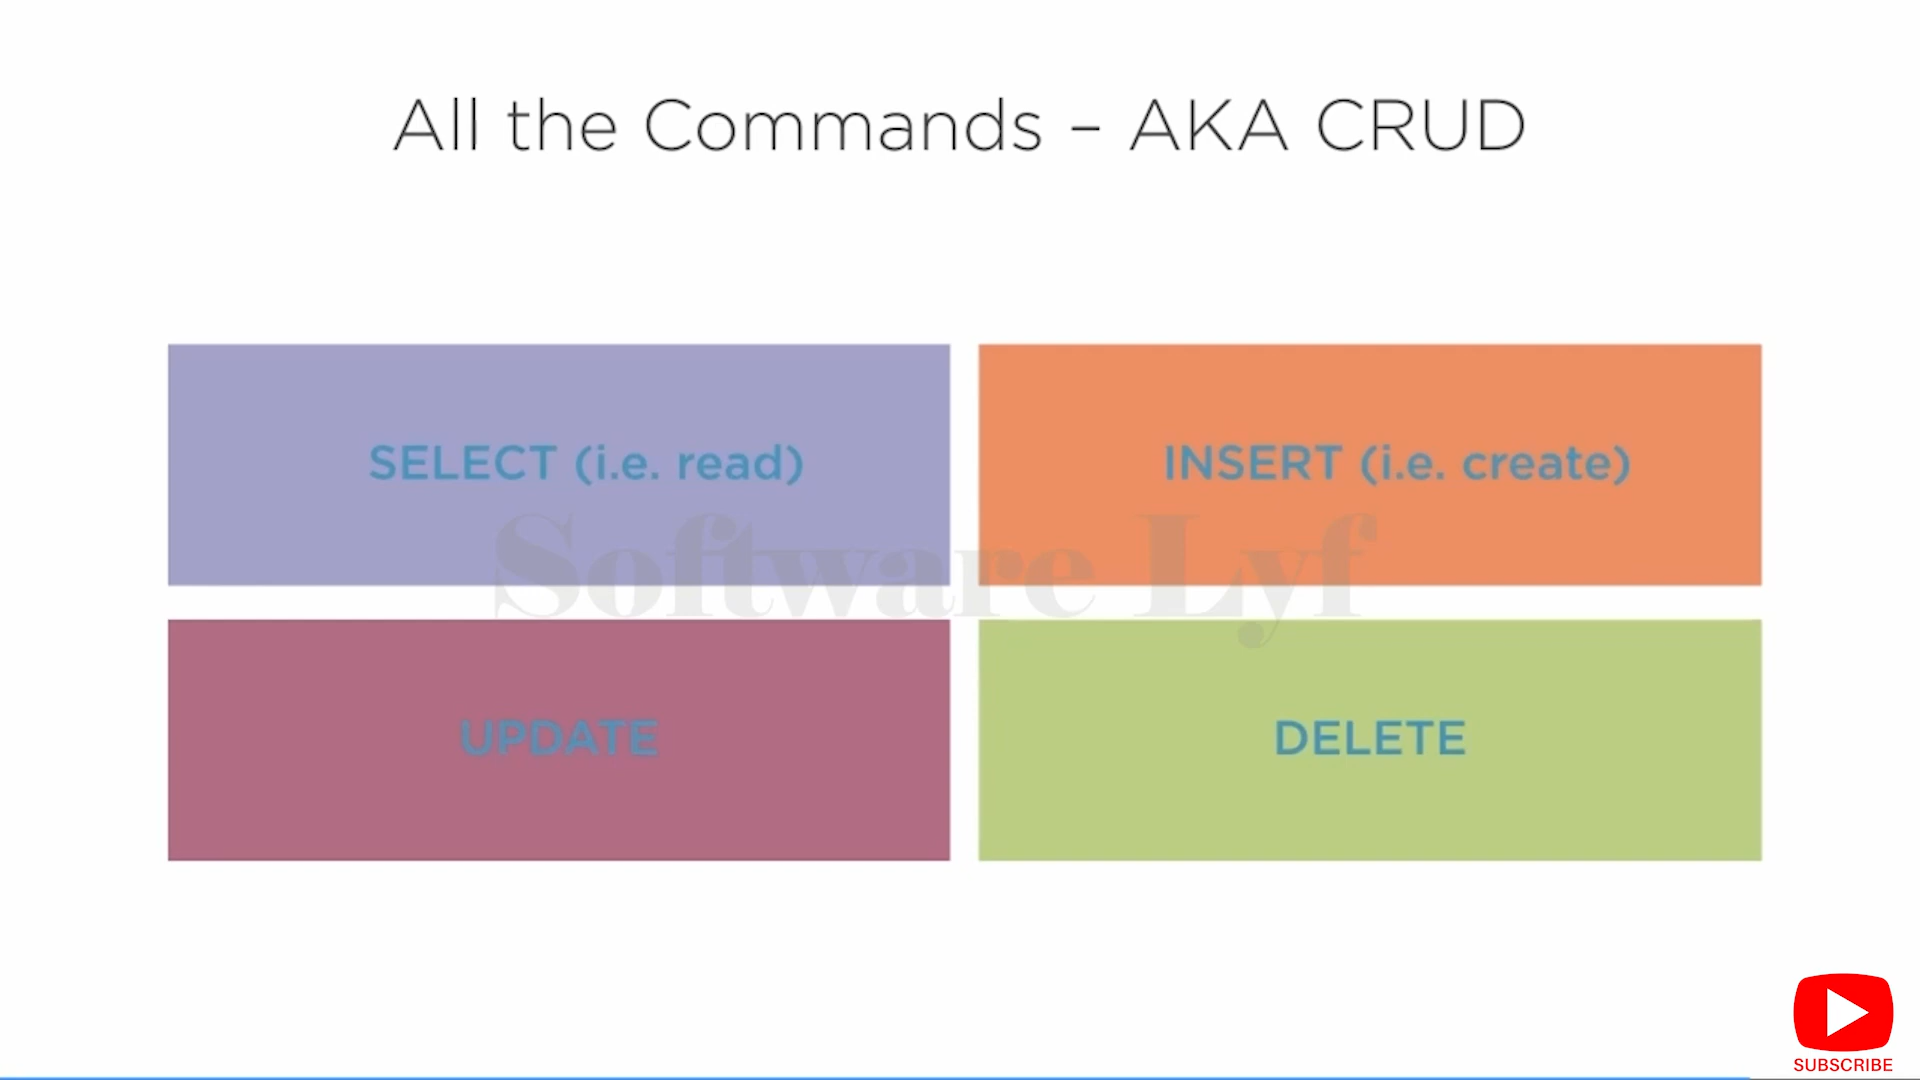 All the Commands – AKA CRUD
SELECT (i.e. read)
INSERT (i.e. create)
Software Lyf
UPDATE
DELETE
SUBSCRIBE